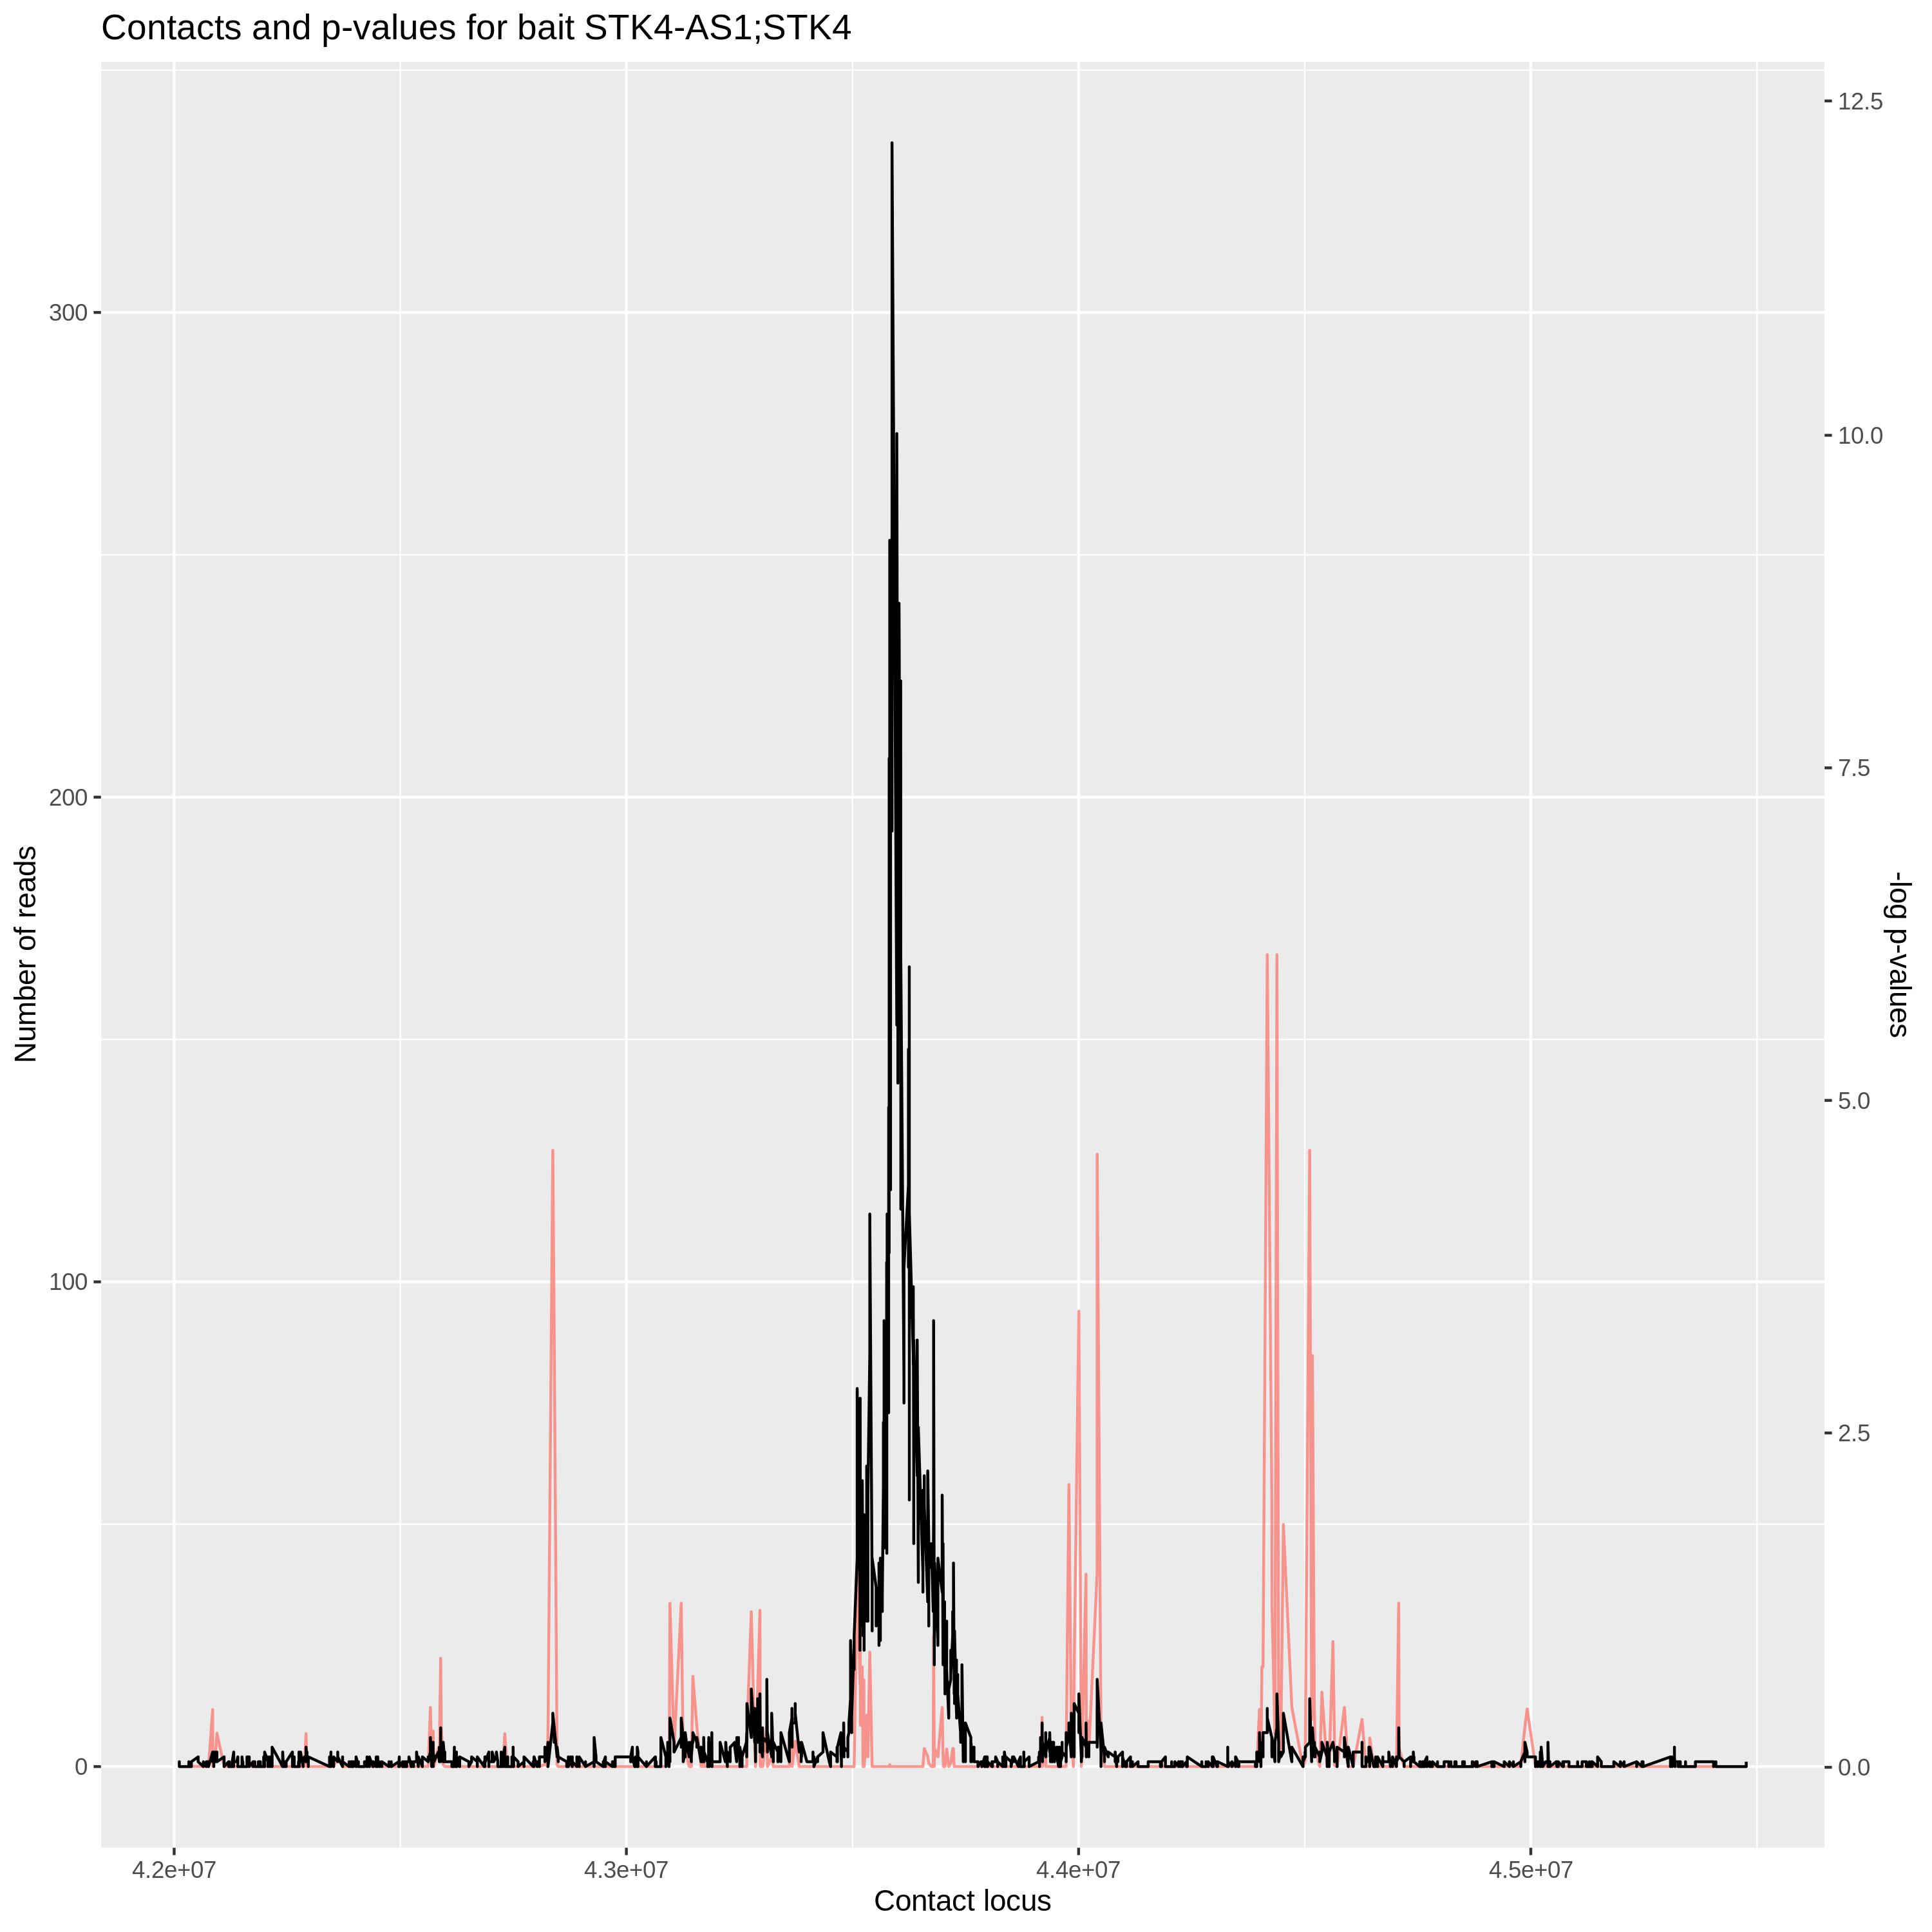 Contacts and p-values for bait STK4-AS1;STK4
12.5
300
10.0
7.5
200
Number of reads
-log p-values
5.0
100
2.5
0
0.0
4.2e+07
4.3e+07
4.4e+07
4.5e+07
Contact locus